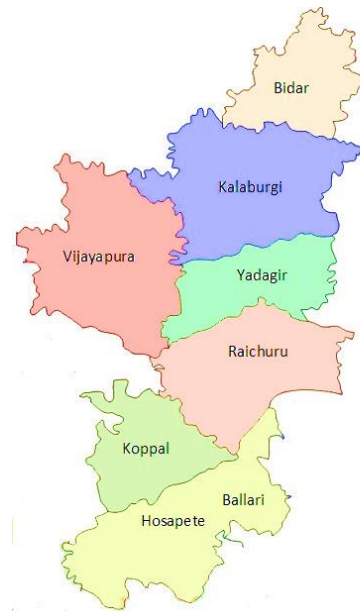 Bidar
Kalaburgi
Vijayapura
Yadagir
Raichuru
Koppal
Ballari
Hosapete